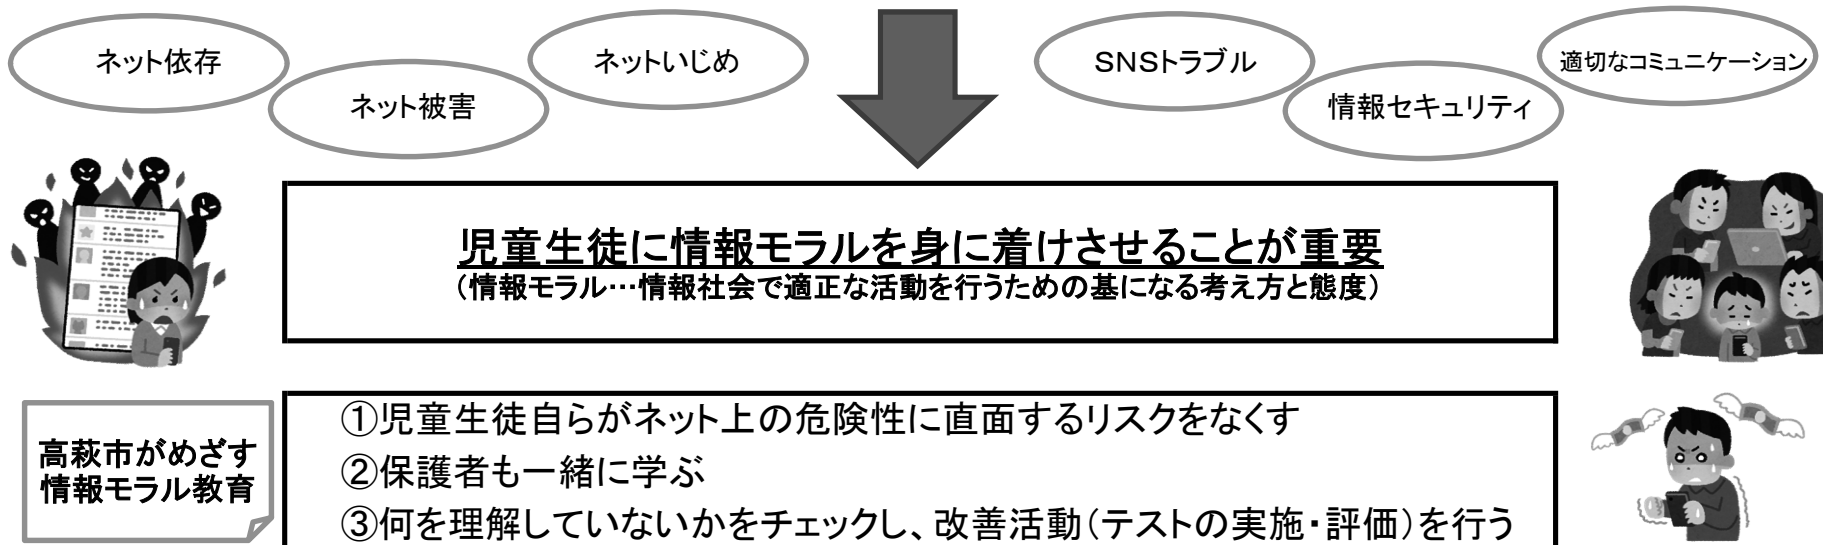 ネット依存
ネット被害
ネットいじめ
SNSトラブル
情報セキュリティ
適切なコミュニケーション
児童生徒に情報モラルを身に着けさせることが重要
(情報モラル…情報社会で適正な活動を行うための基になる考え方と態度)
高萩市がめざす
情報モラル教育
①児童生徒自らがネット上の危険性に直面するリスクをなくす
②保護者も一緒に学ぶ
③何を理解していないかをチェックし、改善活動(テストの実施・評価)を行う